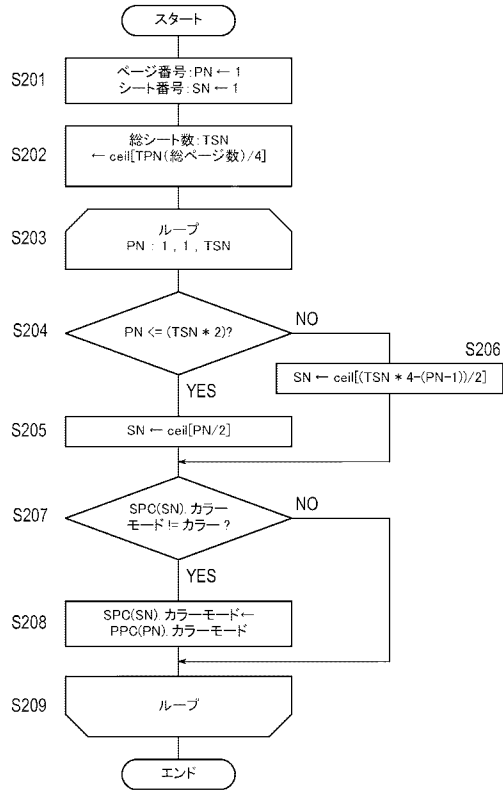 スタート
S201
ページ番号:PN ← 1
シート番号:SN ← 1
S202
総シート数:TSN
← ceil[TPN(総ページ数)/4]
S203
ループ
PN : 1 , 1 , TSN
S204
PN <= (TSN * 2)?
NO
YES
S206
SN ← ceil[(TSN * 4-(PN-1))/2]
S205
SN ← ceil[PN/2]
S207
SPC(SN). カラー
モード != カラー ?
NO
YES
S208
SPC(SN). カラーモード←
PPC(PN). カラーモード
S209
ループ
エンド